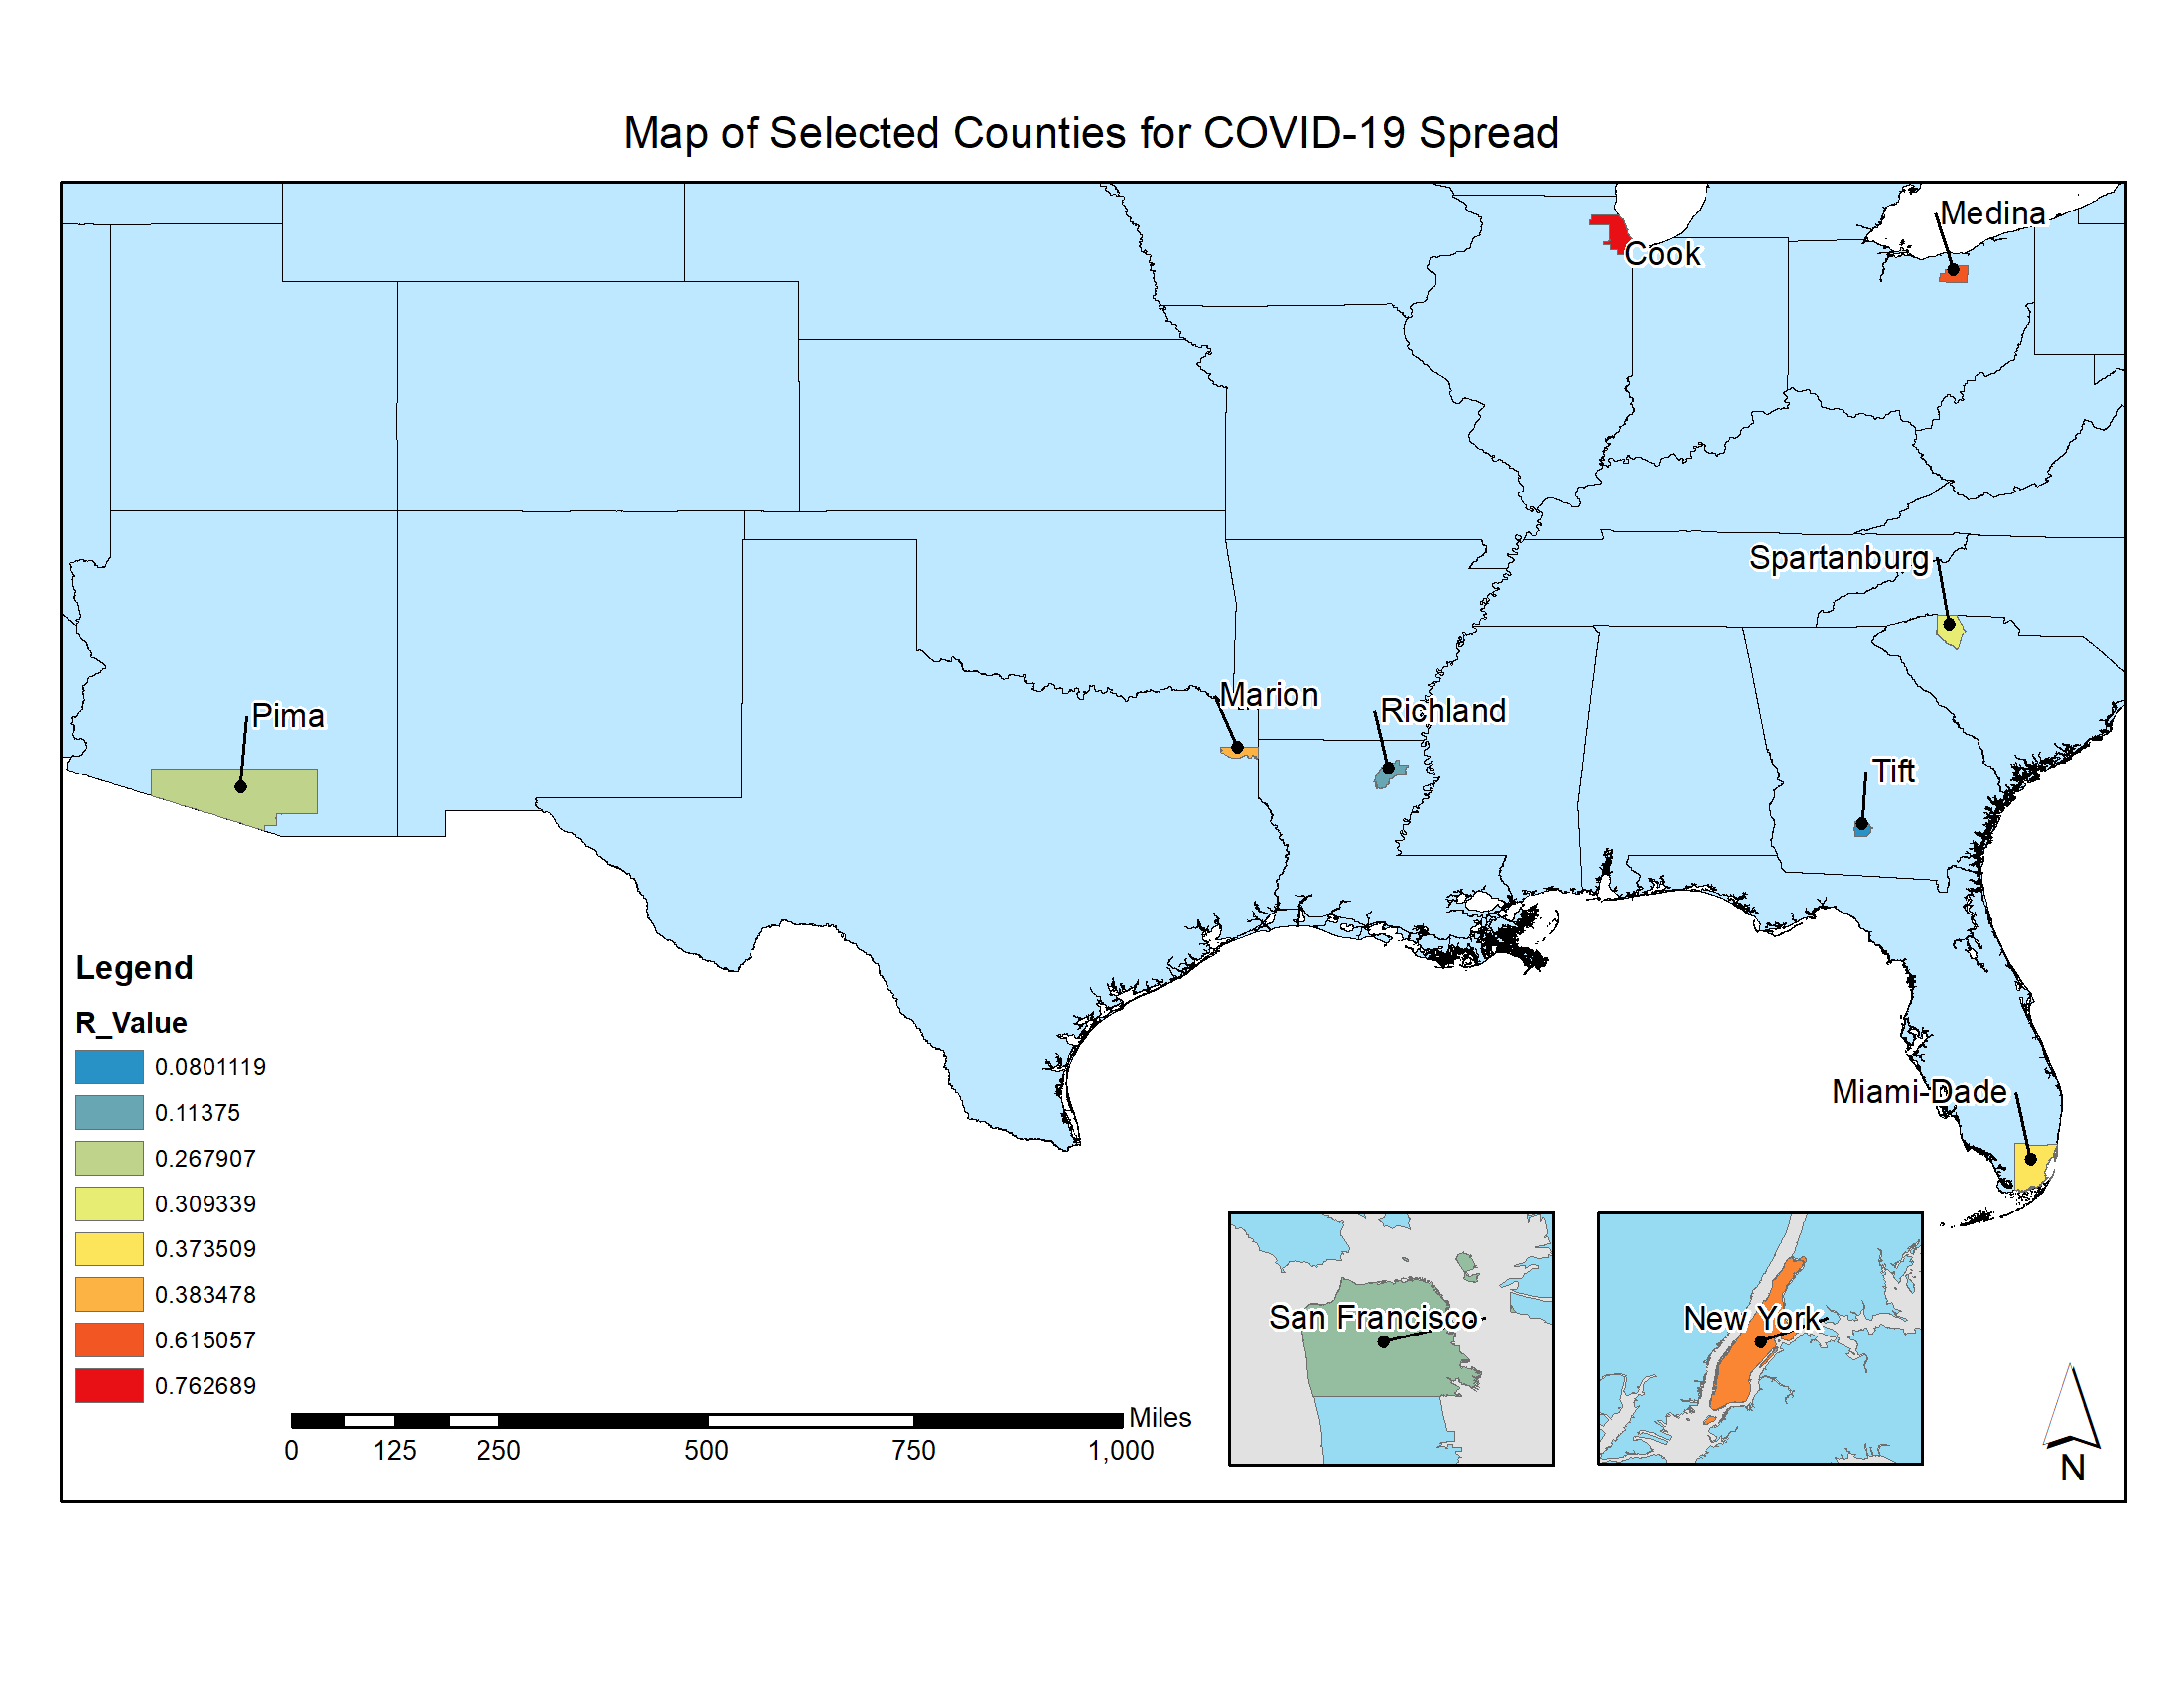 Map of Selected Counties for COVID-19 Spread
Medina
Cook
Spartanburg
Marion
Richland
Pima
Tift
Miami-Dade
Legend
R_Value
0.0801119
0.11375
0.267907
0.309339
0.373509
0.383478
0.615057
0.762689
San Francisco
New York
Miles
0 125 250 500 750 1,000
N